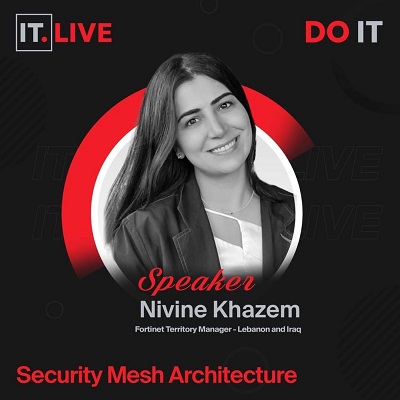 IT.LIVE
DO IT
Speaker
Nivine Khazem
Fortinet Territory Manager - Lebanon and Iraq
Security Mesh Architecture